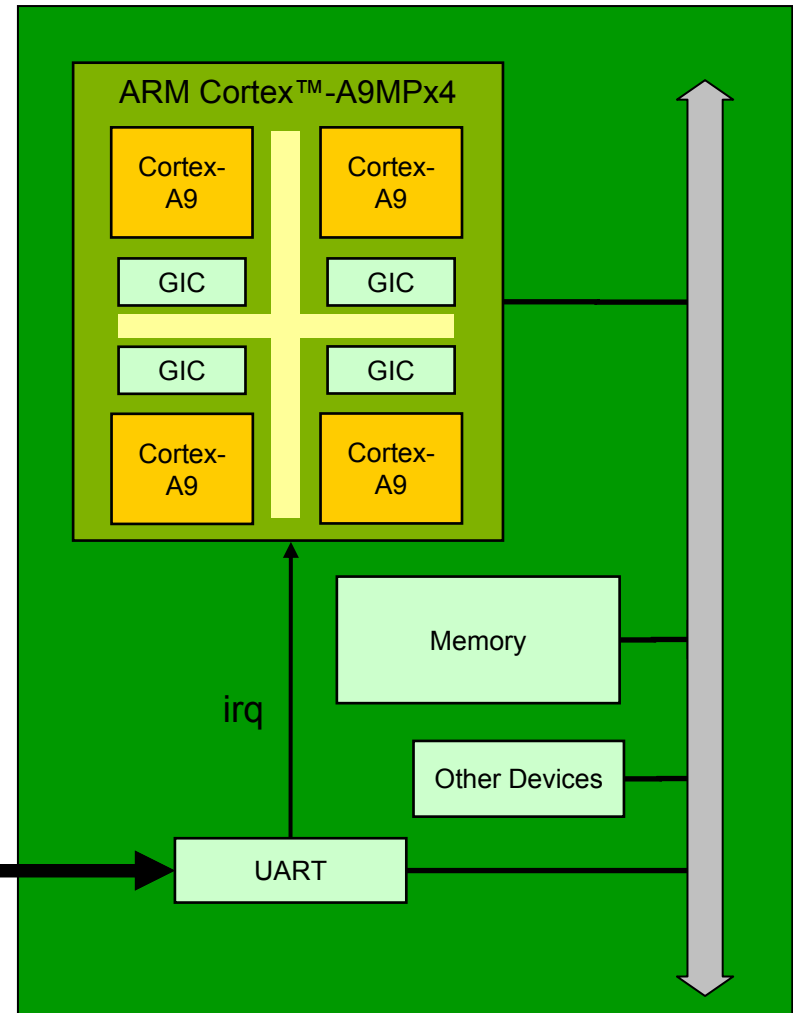 ARM Cortex™-A9MPx4
Cortex-
A9
Cortex-
A9
GIC
GIC
GIC
GIC
Cortex-
A9
Cortex-
A9
Memory
irq
Other Devices
UART